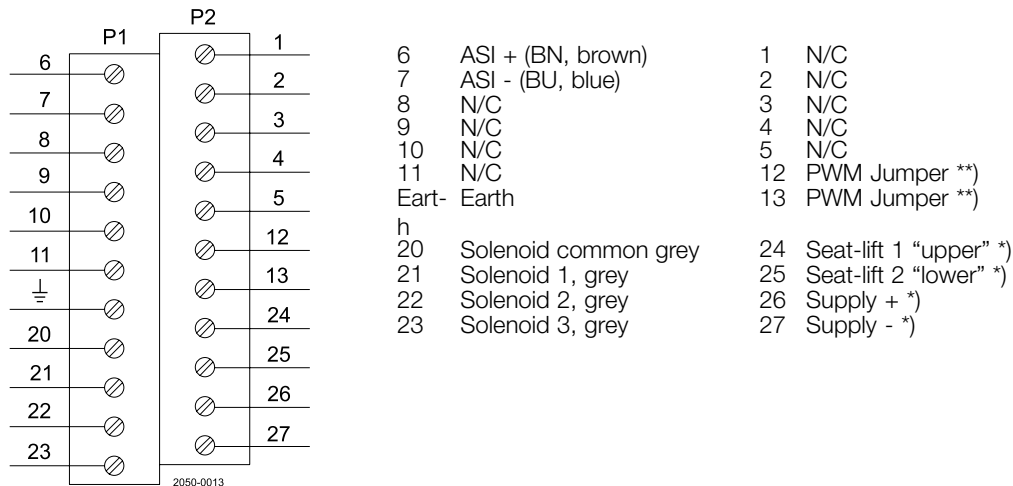 P1
P2
6
7
8
9
10
11
20
21
22
23
1
2
3
4
5
12
13
24
25
26
27
2050-0013
6 ASI + (BN, brown)
7 ASI - (BU, blue)
8 N/C
9 N/C
10 N/C
11 N/C
Eart- Earth
h
20 Solenoid common grey
21 Solenoid 1, grey
22 Solenoid 2, grey
23 Solenoid 3, grey
1 N/C
2 N/C
3 N/C
4 N/C
5 N/C
12 PWM Jumper **)
13 PWM Jumper **)
24 Seat-lift 1 “upper” *)
25 Seat-lift 2 “lower” *)
26 Supply + *)
27 Supply - *)